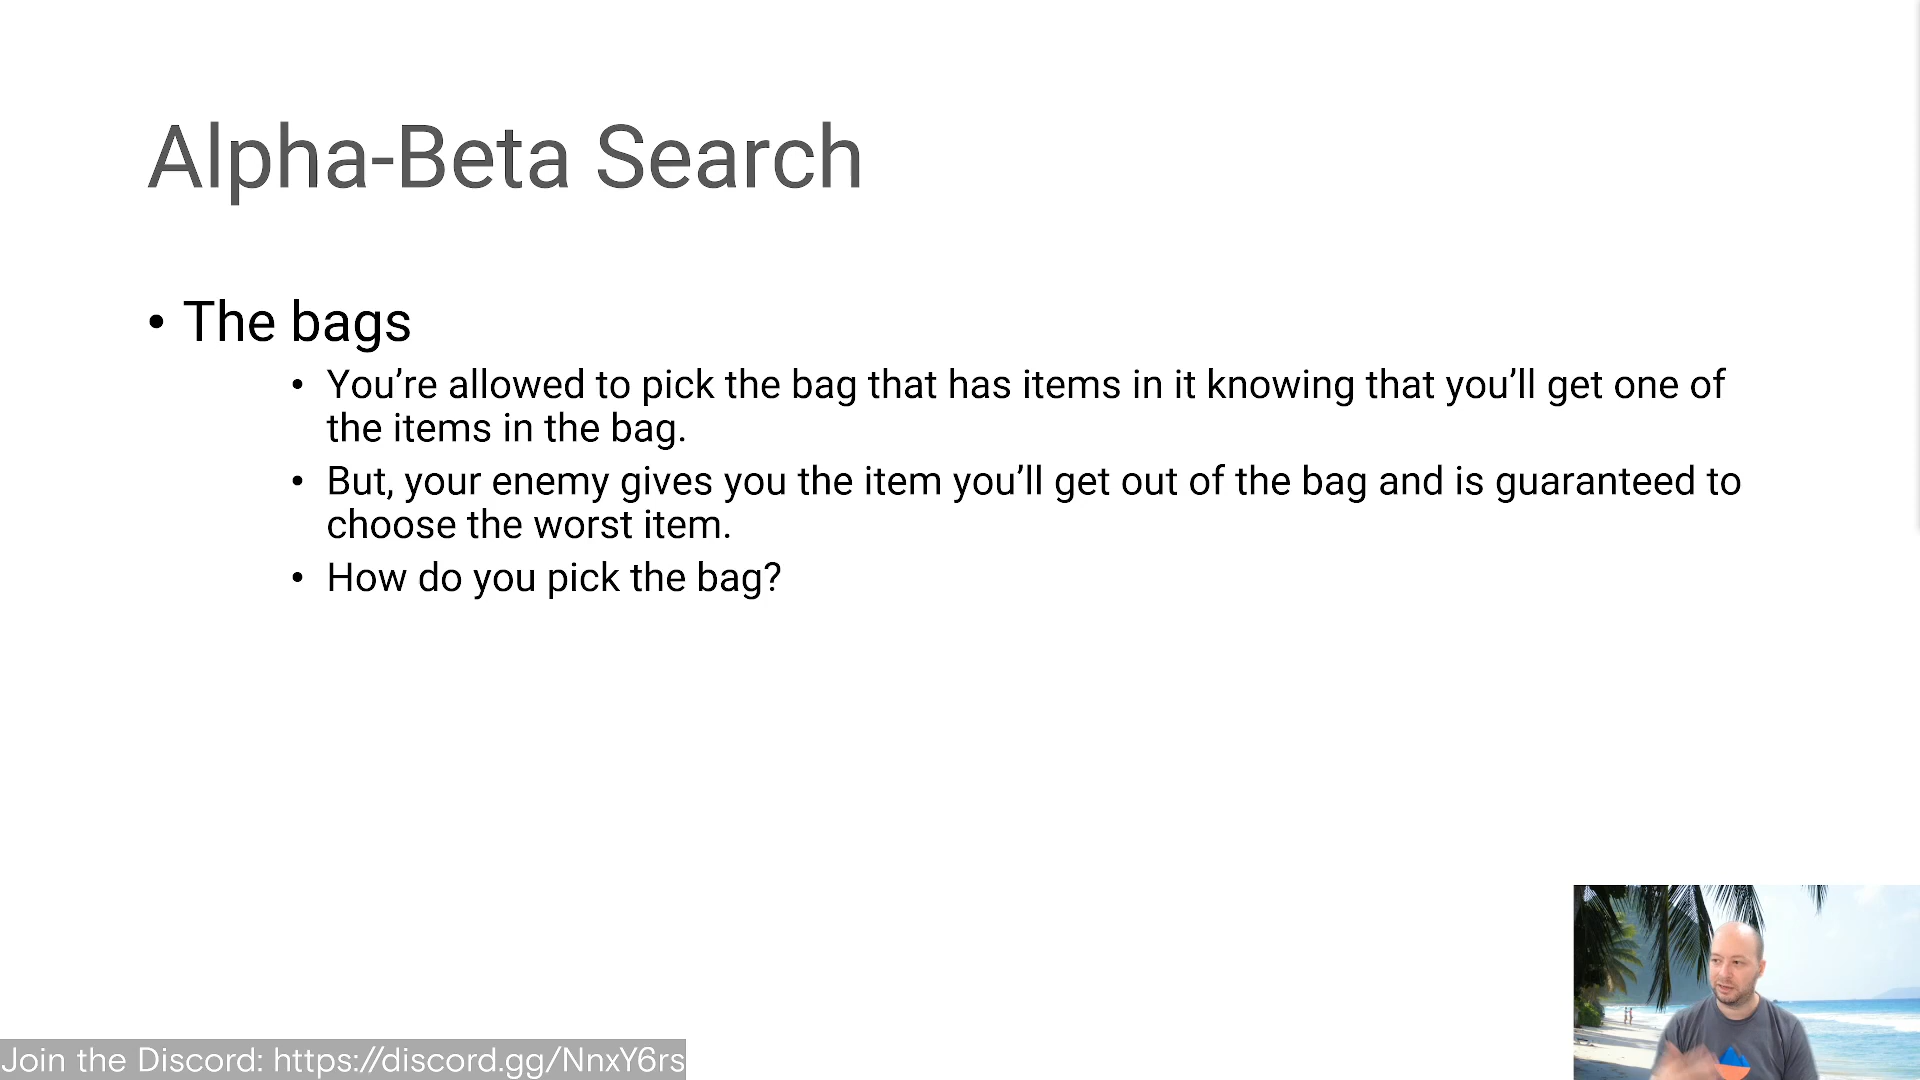 Alpha-Beta Search
• The bags
• You’re allowed to pick the bag that has items in it knowing that you’ll get one of
the items in the bag.
• But, your enemy gives you the item you’ll get out of the bag and is guaranteed to
choose the worst item.
• How do you pick the bag?
Join the Discord: https://discord.gg/NnxY6rs